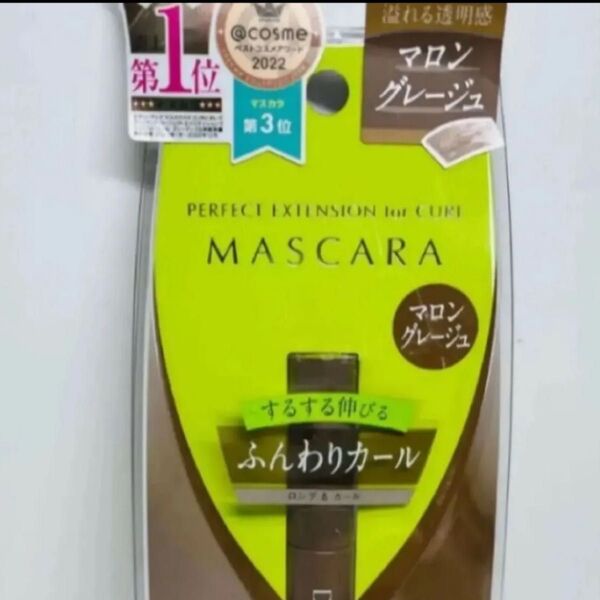 第1位
@cosme
ベストコスメアワード
2022
マスカラ
第3位
溢れる透明感
マロン
グレージュ
PERFECT EXTENSION for CURL
MASCARA
マロン
グレージュ
するする伸びる
ふんわりカール
ロング&カール